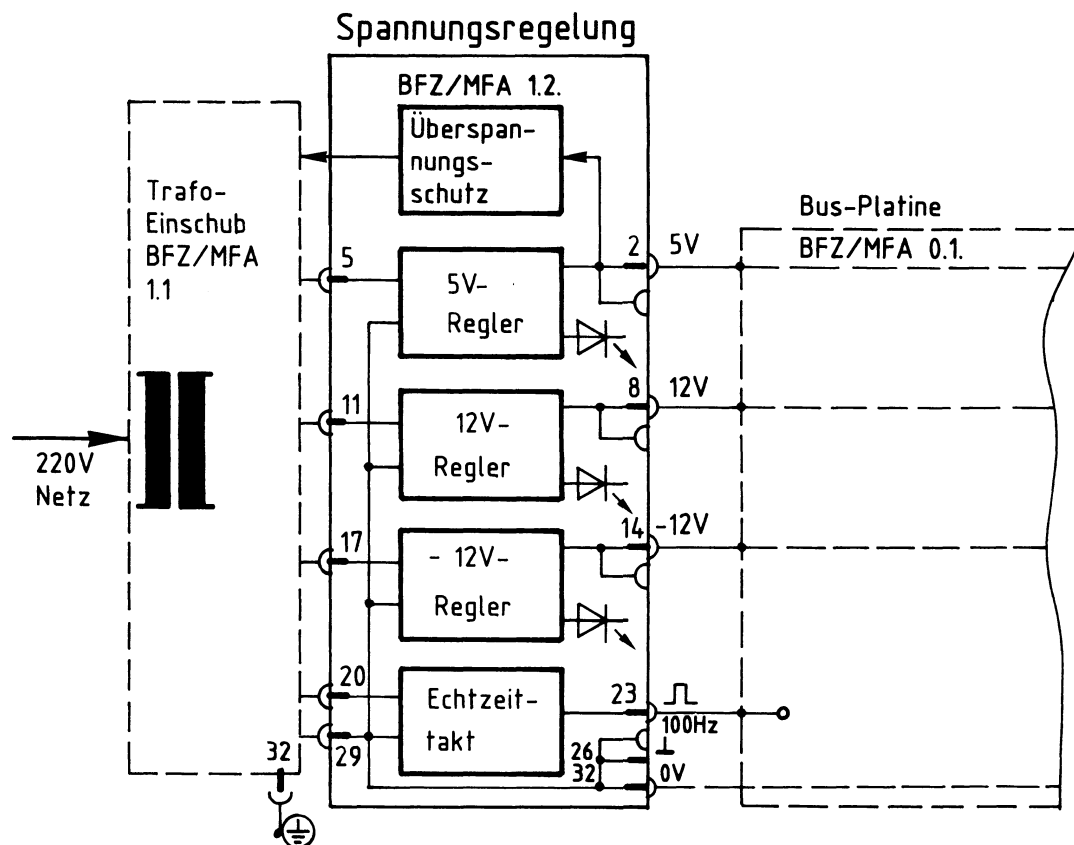 Spannungsregelung
BFZ/MFA 1.2.
Überspan-
nungs-
schutz
Trafo-
Einschub
BFZ/MFA
1.1
Bus-Platine
BFZ/MFA 0.1.
5
5V-
Regler
2
5V
11
12V-
Regler
8
12V
220V
Netz
17
- 12V-
Regler
14
-12V
20
Echtzeit-
takt
29
23
100Hz
26
32
0V
32